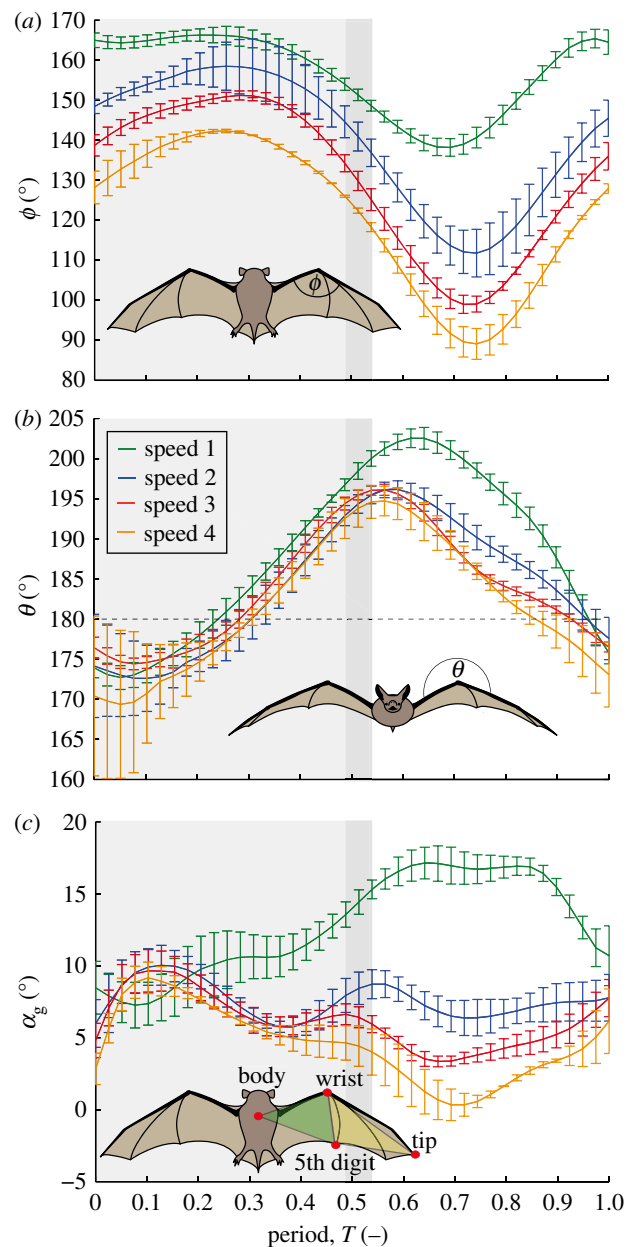 (a)
170
160
150
140
130
120
110
100
90
80
ϕ (°)
ϕ
(b)
205
200
195
190
185
180
175
170
165
160
θ (°)
speed 1
speed 2
speed 3
speed 4
θ
(c)
20
15
10
5
0
−5
α_g (°)
body
wrist
5th digit
tip
0 0.1 0.2 0.3 0.4 0.5 0.6 0.7 0.8 0.9 1.0
period, T (–)